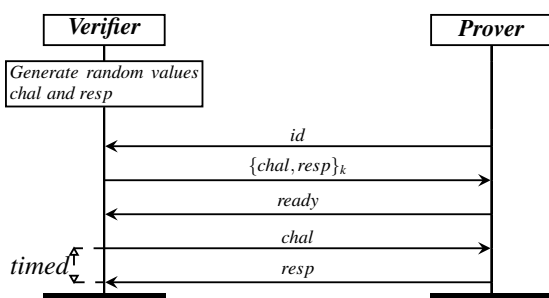 Verifier
Prover
Generate random values
chal and resp
id
{chal, resp}k
ready
chal
timed
resp